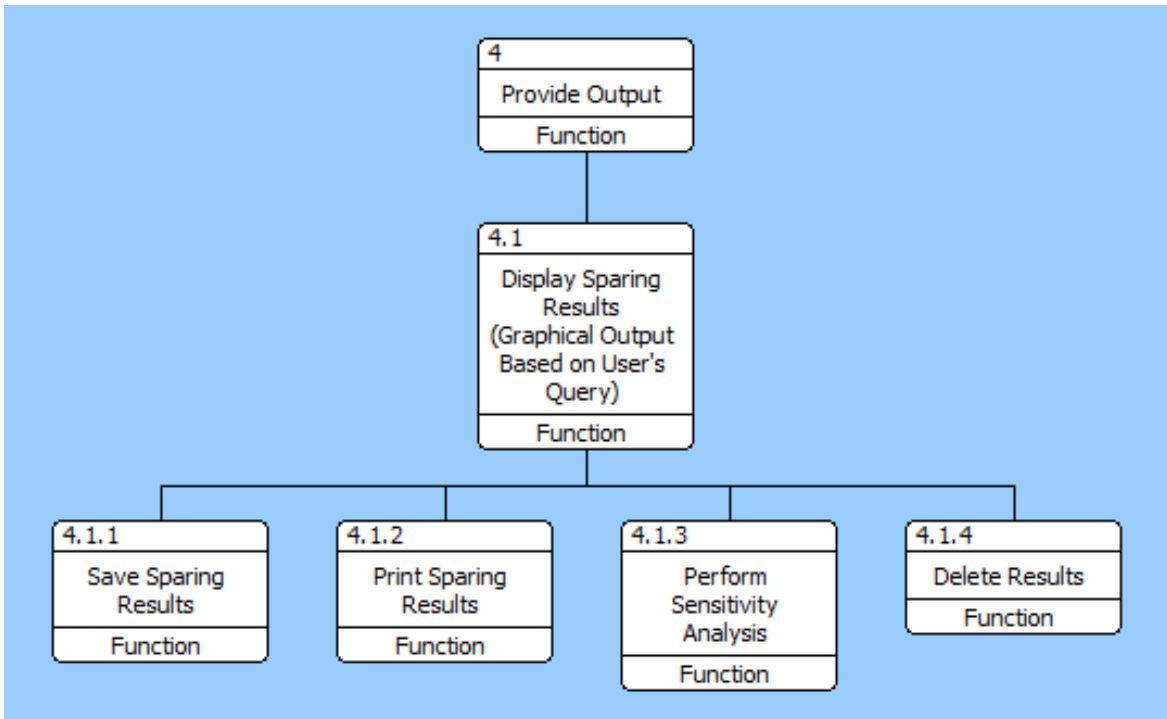 4
Provide Output
Function
4.1
Display Sparing
Results
(Graphical Output
Based on User's
Query)
Function
4.1.1
Save Sparing
Results
Function
4.1.2
Print Sparing
Results
Function
4.1.3
Perform
Sensitivity
Analysis
Function
4.1.4
Delete Results
Function